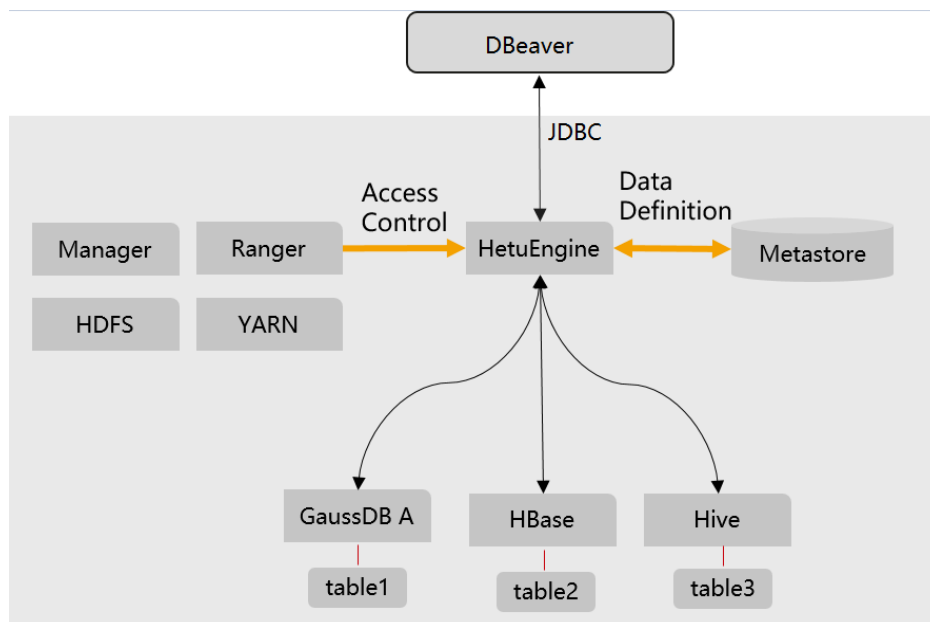 DBeaver
JDBC
Access
Control
Data
Definition
Manager
Ranger
HetuEngine
Metastore
HDFS
YARN
GaussDB A
HBase
Hive
table1
table2
table3